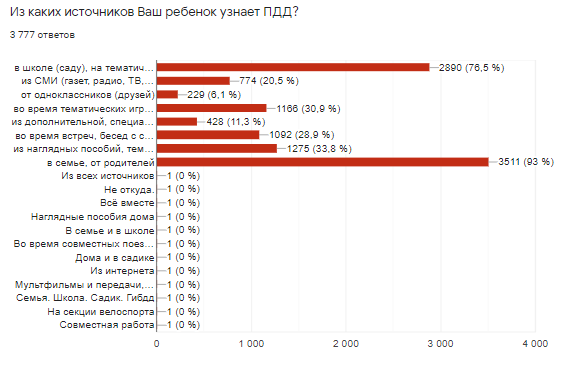 Из каких источников Ваш ребенок узнает ПДД?
3 777 ответов
в школе (саду), на тематич... 2890 (76,5 %)
из СМИ (газет, радио, ТВ,... 774 (20,5 %)
от одноклассников (друзей) 229 (6,1 %)
во время тематических игр... 1166 (30,9 %)
из дополнительной, специа... 428 (11,3 %)
во время встреч, бесед с с... 1092 (28,9 %)
из наглядных пособий, тем... 1275 (33,8 %)
в семье, от родителей 3511 (93 %)
Из всех источников 1 (0 %)
Не откуда. 1 (0 %)
Всё вместе 1 (0 %)
Наглядные пособия дома 1 (0 %)
В семье и в школе 1 (0 %)
Во время совместных поез... 1 (0 %)
Дома и в садике 1 (0 %)
Из интернета 1 (0 %)
Мультфильмы и передачи,... 1 (0 %)
Семья. Школа. Садик. Гибдд 1 (0 %)
На секции велоспорта 1 (0 %)
Совместная работа 1 (0 %)
0 1 000 2 000 3 000 4 000